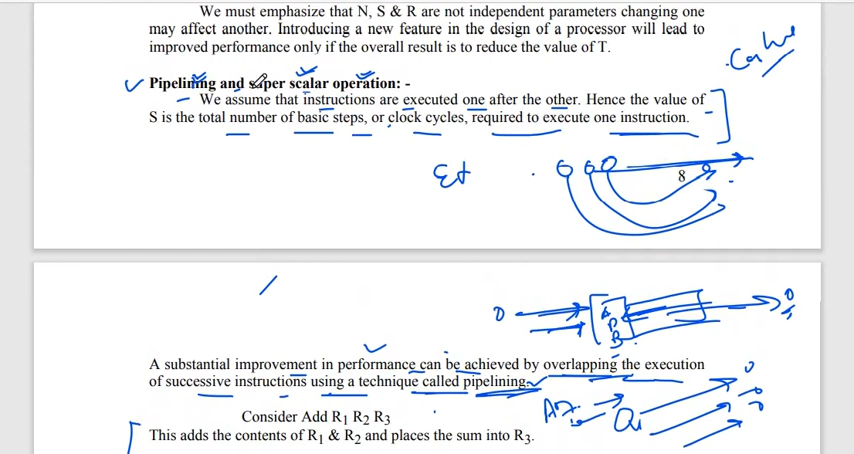 We must emphasize that N, S & R are not independent parameters changing one
may affect another. Introducing a new feature in the design of a processor will lead to
improved performance only if the overall result is to reduce the value of T.
Pipelining and super scalar operation: -
We assume that instructions are executed one after the other. Hence the value of
S is the total number of basic steps, or clock cycles, required to execute one instruction.
8
A substantial improvement in performance can be achieved by overlapping the execution
of successive instructions using a technique called pipelining.
Consider Add R₁ R₂ R₃
This adds the contents of R₁ & R₂ and places the sum into R₃.